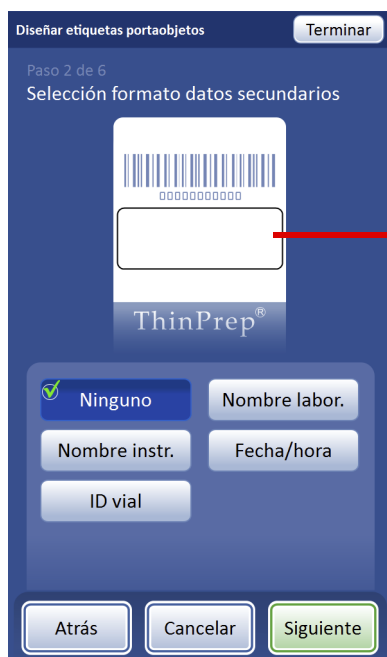 Diseñar etiquetas portaobjetos Terminar
Paso 2 de 6
Selección formato datos secundarios
00000000000
ThinPrep®
Ninguno Nombre labor.
Nombre instr. Fecha/hora
ID vial
Atrás Cancelar Siguiente